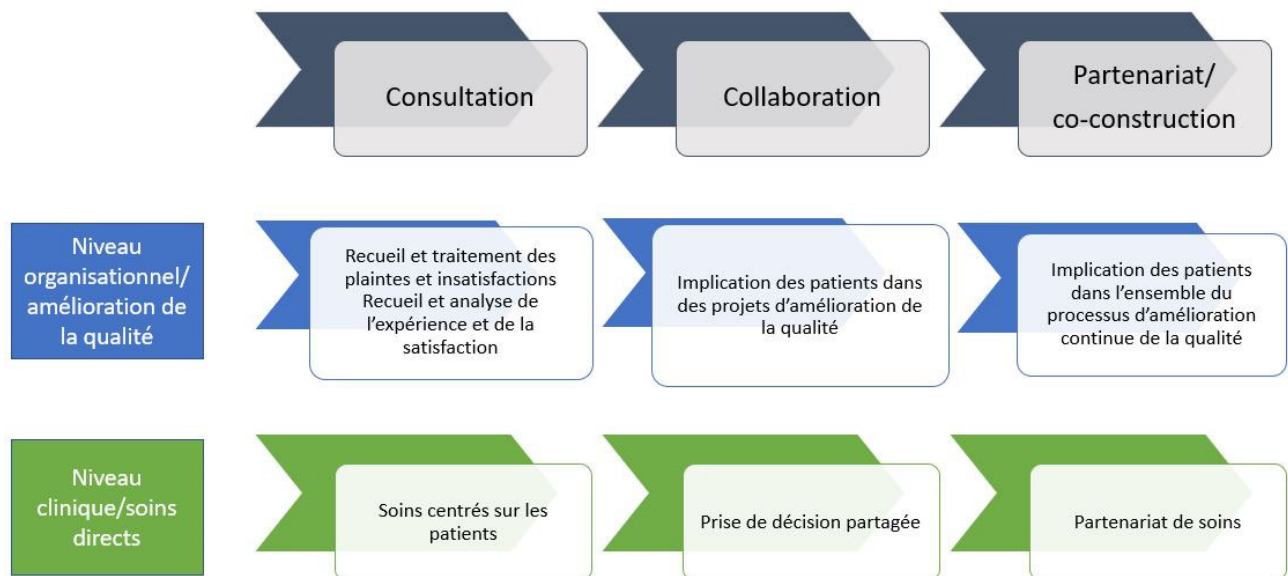 Consultation
Collaboration
Partenariat/
co-construction
Niveau
organisationnel/
amélioration de
la qualité
Recueil et traitement des
plaintes et insatisfactions
Recueil et analyse de
l'expérience et de la
satisfaction
Implication des patients dans
des projets d'amélioration de
la qualité
Implication des patients
dans l'ensemble du
processus d'amélioration
continue de la qualité
Niveau
clinique/soins
directs
Soins centrés sur les
patients
Prise de décision partagée
Partenariat de soins